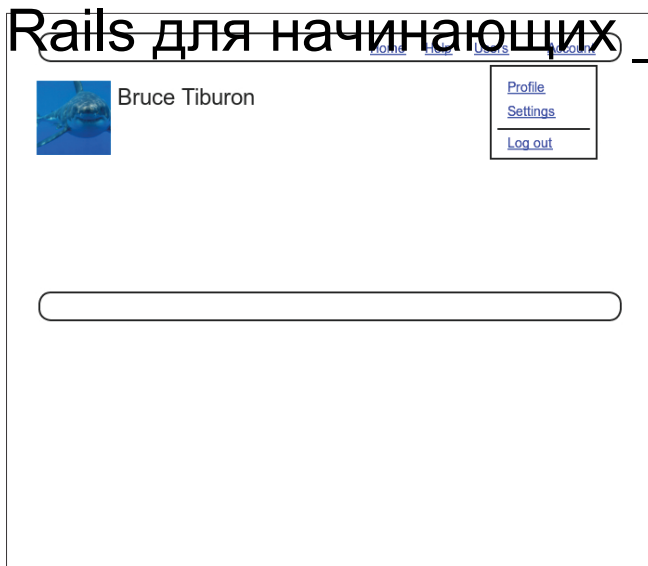 Rails для начинающих _
Home Help Users Account
Bruce Tiburon
Profile
Settings
Log out